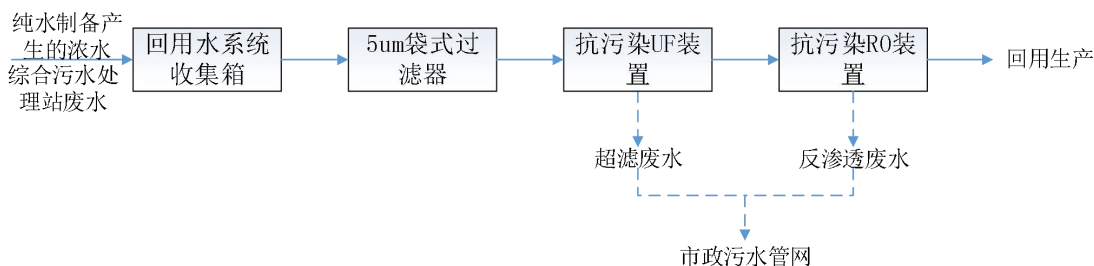 纯水制备产
生的浓水
综合污水处
理站废水
回用水系统
收集箱
5um袋式过
滤器
抗污染UF装
置
抗污染RO装
置
回用生产
超滤废水
反渗透废水
市政污水管网